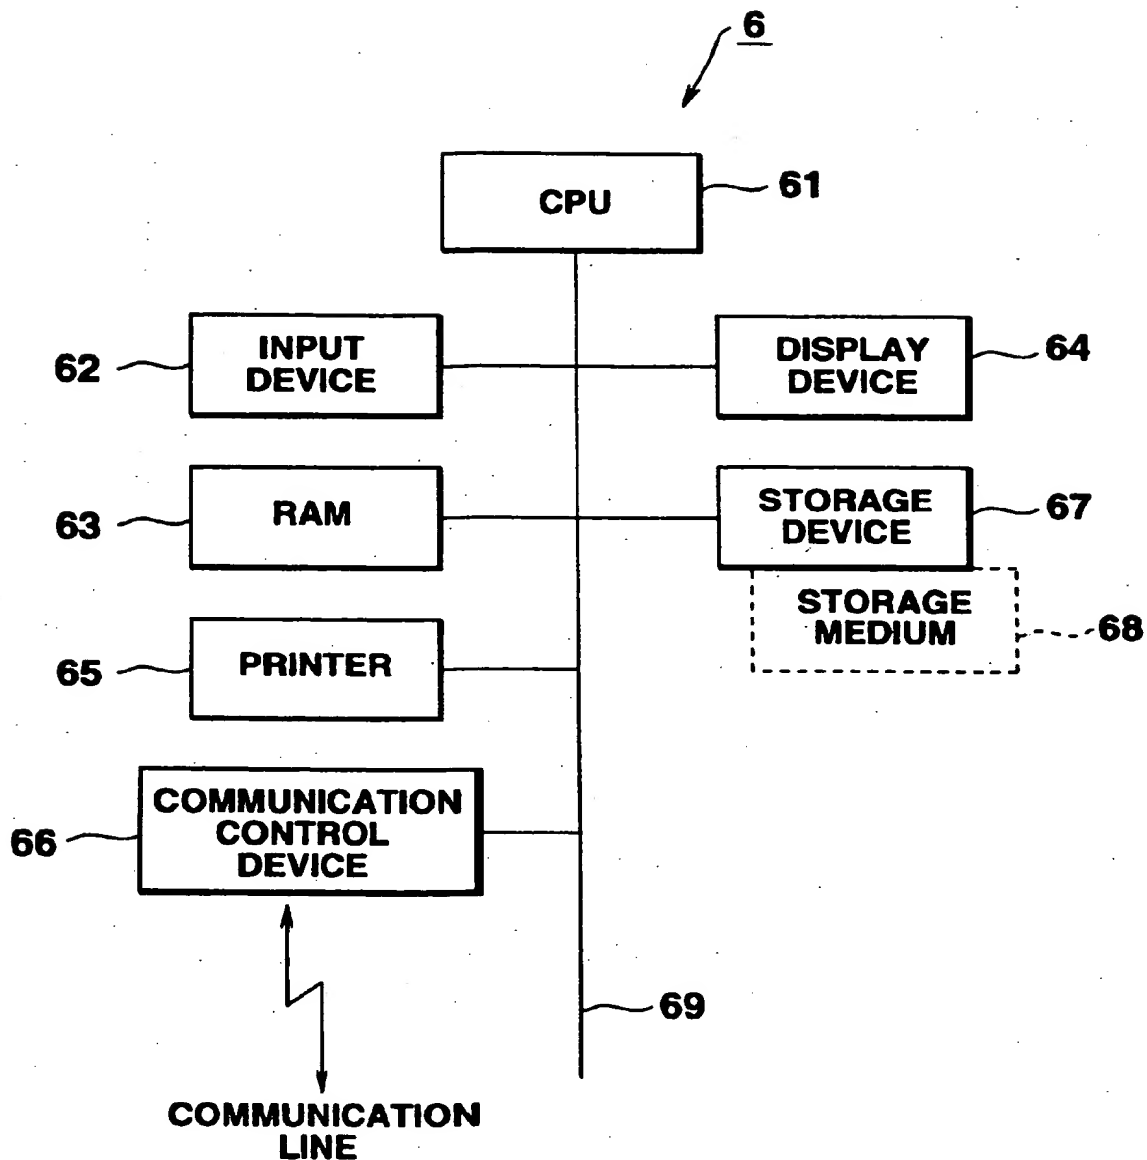 6
CPU
61
62
INPUT
DEVICE
DISPLAY
DEVICE
64
63
RAM
STORAGE
DEVICE
67
STORAGE
MEDIUM
68
65
PRINTER
66
COMMUNICATION
CONTROL
DEVICE
69
COMMUNICATION
LINE